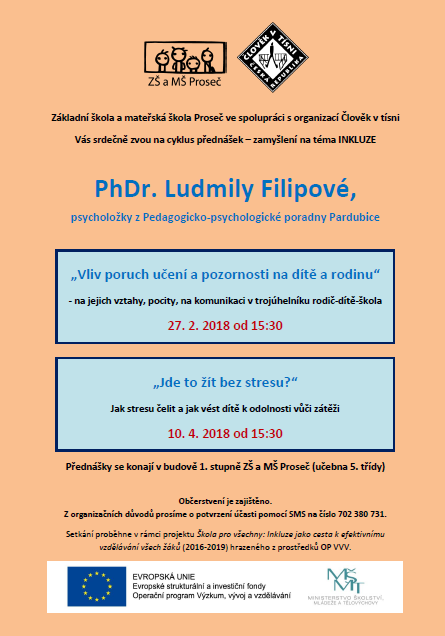 ZŠ a MŠ Proseč
ČLOVĚK V TÍSNI
ČESKÁ REPUBLIKA
Základní škola a mateřská škola Proseč ve spolupráci s organizací Člověk v tísni
Vás srdečně zvou na cyklus přednášek – zamyšlení na téma INKLUZE
PhDr. Ludmily Filipové,
psycholožky z Pedagogicko-psychologické poradny Pardubice
„Vliv poruch učení a pozornosti na dítě a rodinu“
- na jejich vztahy, pocity, na komunikaci v trojúhelníku rodič-dítě-škola
27. 2. 2018 od 15:30
„Jde to žít bez stresu?“
Jak stresu čelit a jak vést dítě k odolnosti vůči zátěži
10. 4. 2018 od 15:30
Přednášky se konají v budově 1. stupně ZŠ a MŠ Proseč (učebna 5. třídy)
Občerstvení je zajištěno.
Z organizačních důvodů prosíme o potvrzení účasti pomocí SMS na číslo 702 380 731.
Setkání proběhne v rámci projektu Škola pro všechny: Inkluze jako cesta k efektivnímu
vzdělávání všech žáků (2016-2019) hrazeného z prostředků OP VVV.
EVROPSKÁ UNIE
Evropské strukturální a investiční fondy
Operační program Výzkum, vývoj a vzdělávání
MŠMT
MINISTERSTVO ŠKOLSTVÍ,
MLÁDEŽE A TĚLOVÝCHOVY